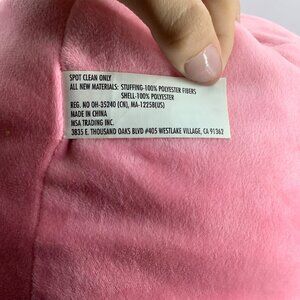 SPOT CLEAN ONLY
ALL NEW MATERIALS: STUFFING-100% POLYESTER FIBERS
SHELL-100% POLYESTER
REG. NO OH-35240 (CN), MA-12258(US)
MADE IN CHINA
MSA TRADING INC.
3835 E. THOUSAND OAKS BLVD #405 WESTLAKE VILLAGE, CA 91362